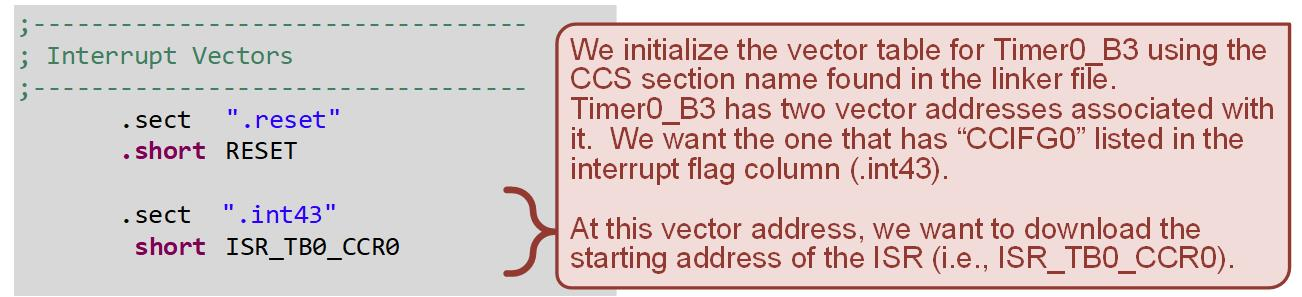 ;-------------------------------
; Interrupt Vectors
;-------------------------------
.sect ".reset"
.short RESET
.sect ".int43"
short ISR_TB0_CCR0
We initialize the vector table for Timer0_B3 using the
CCS section name found in the linker file.
Timer0_B3 has two vector addresses associated with
it. We want the one that has “CCIFG0” listed in the
interrupt flag column (.int43).
At this vector address, we want to download the
starting address of the ISR (i.e., ISR_TB0_CCR0).